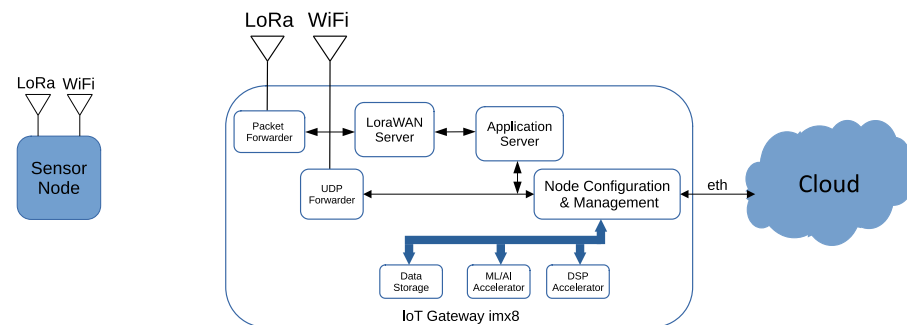 LoRa WiFi
LoRa WiFi
Sensor
Node
Packet
Forwarder
LoraWAN
Server
Application
Server
UDP
Forwarder
Node Configuration
& Management
eth
Cloud
Data
Storage
ML/AI
Accelerator
DSP
Accelerator
IoT Gateway imx8